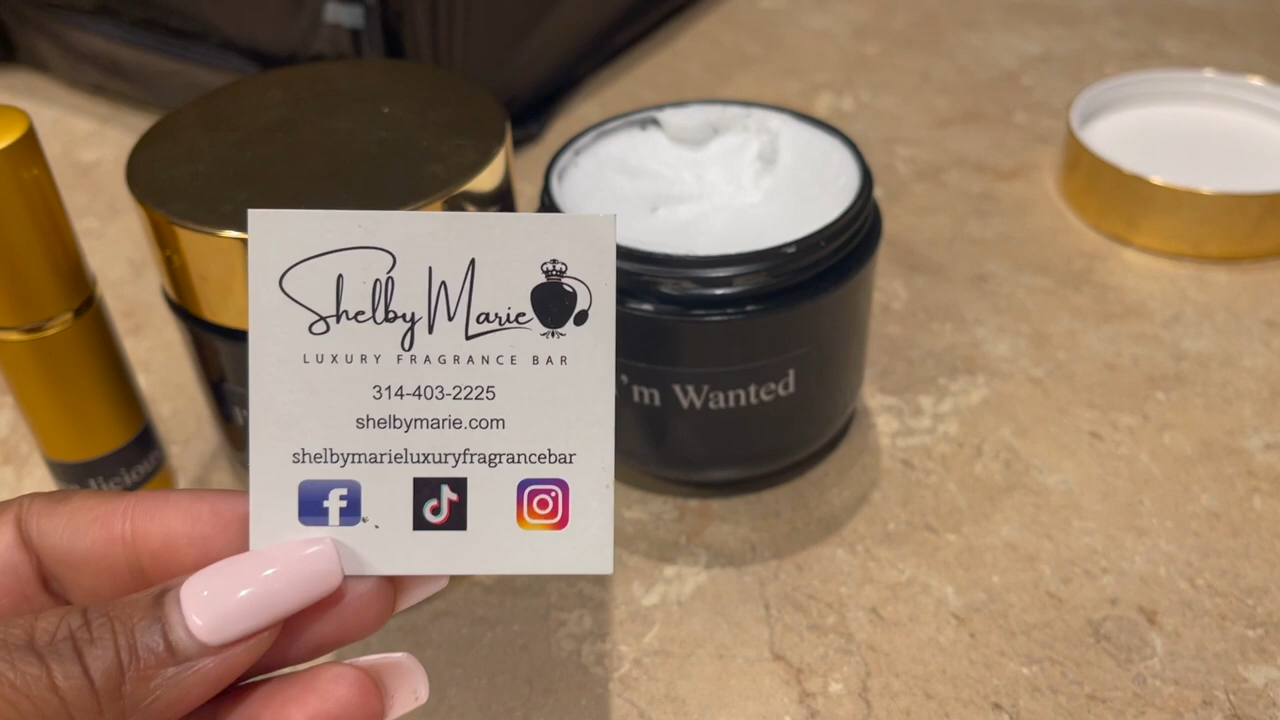 Shelby Marie
LUXURY FRAGRANCE BAR
314-403-2225
shelbymarie.com
shelbymarieluxuryfragrancebar
f
'm Wanted